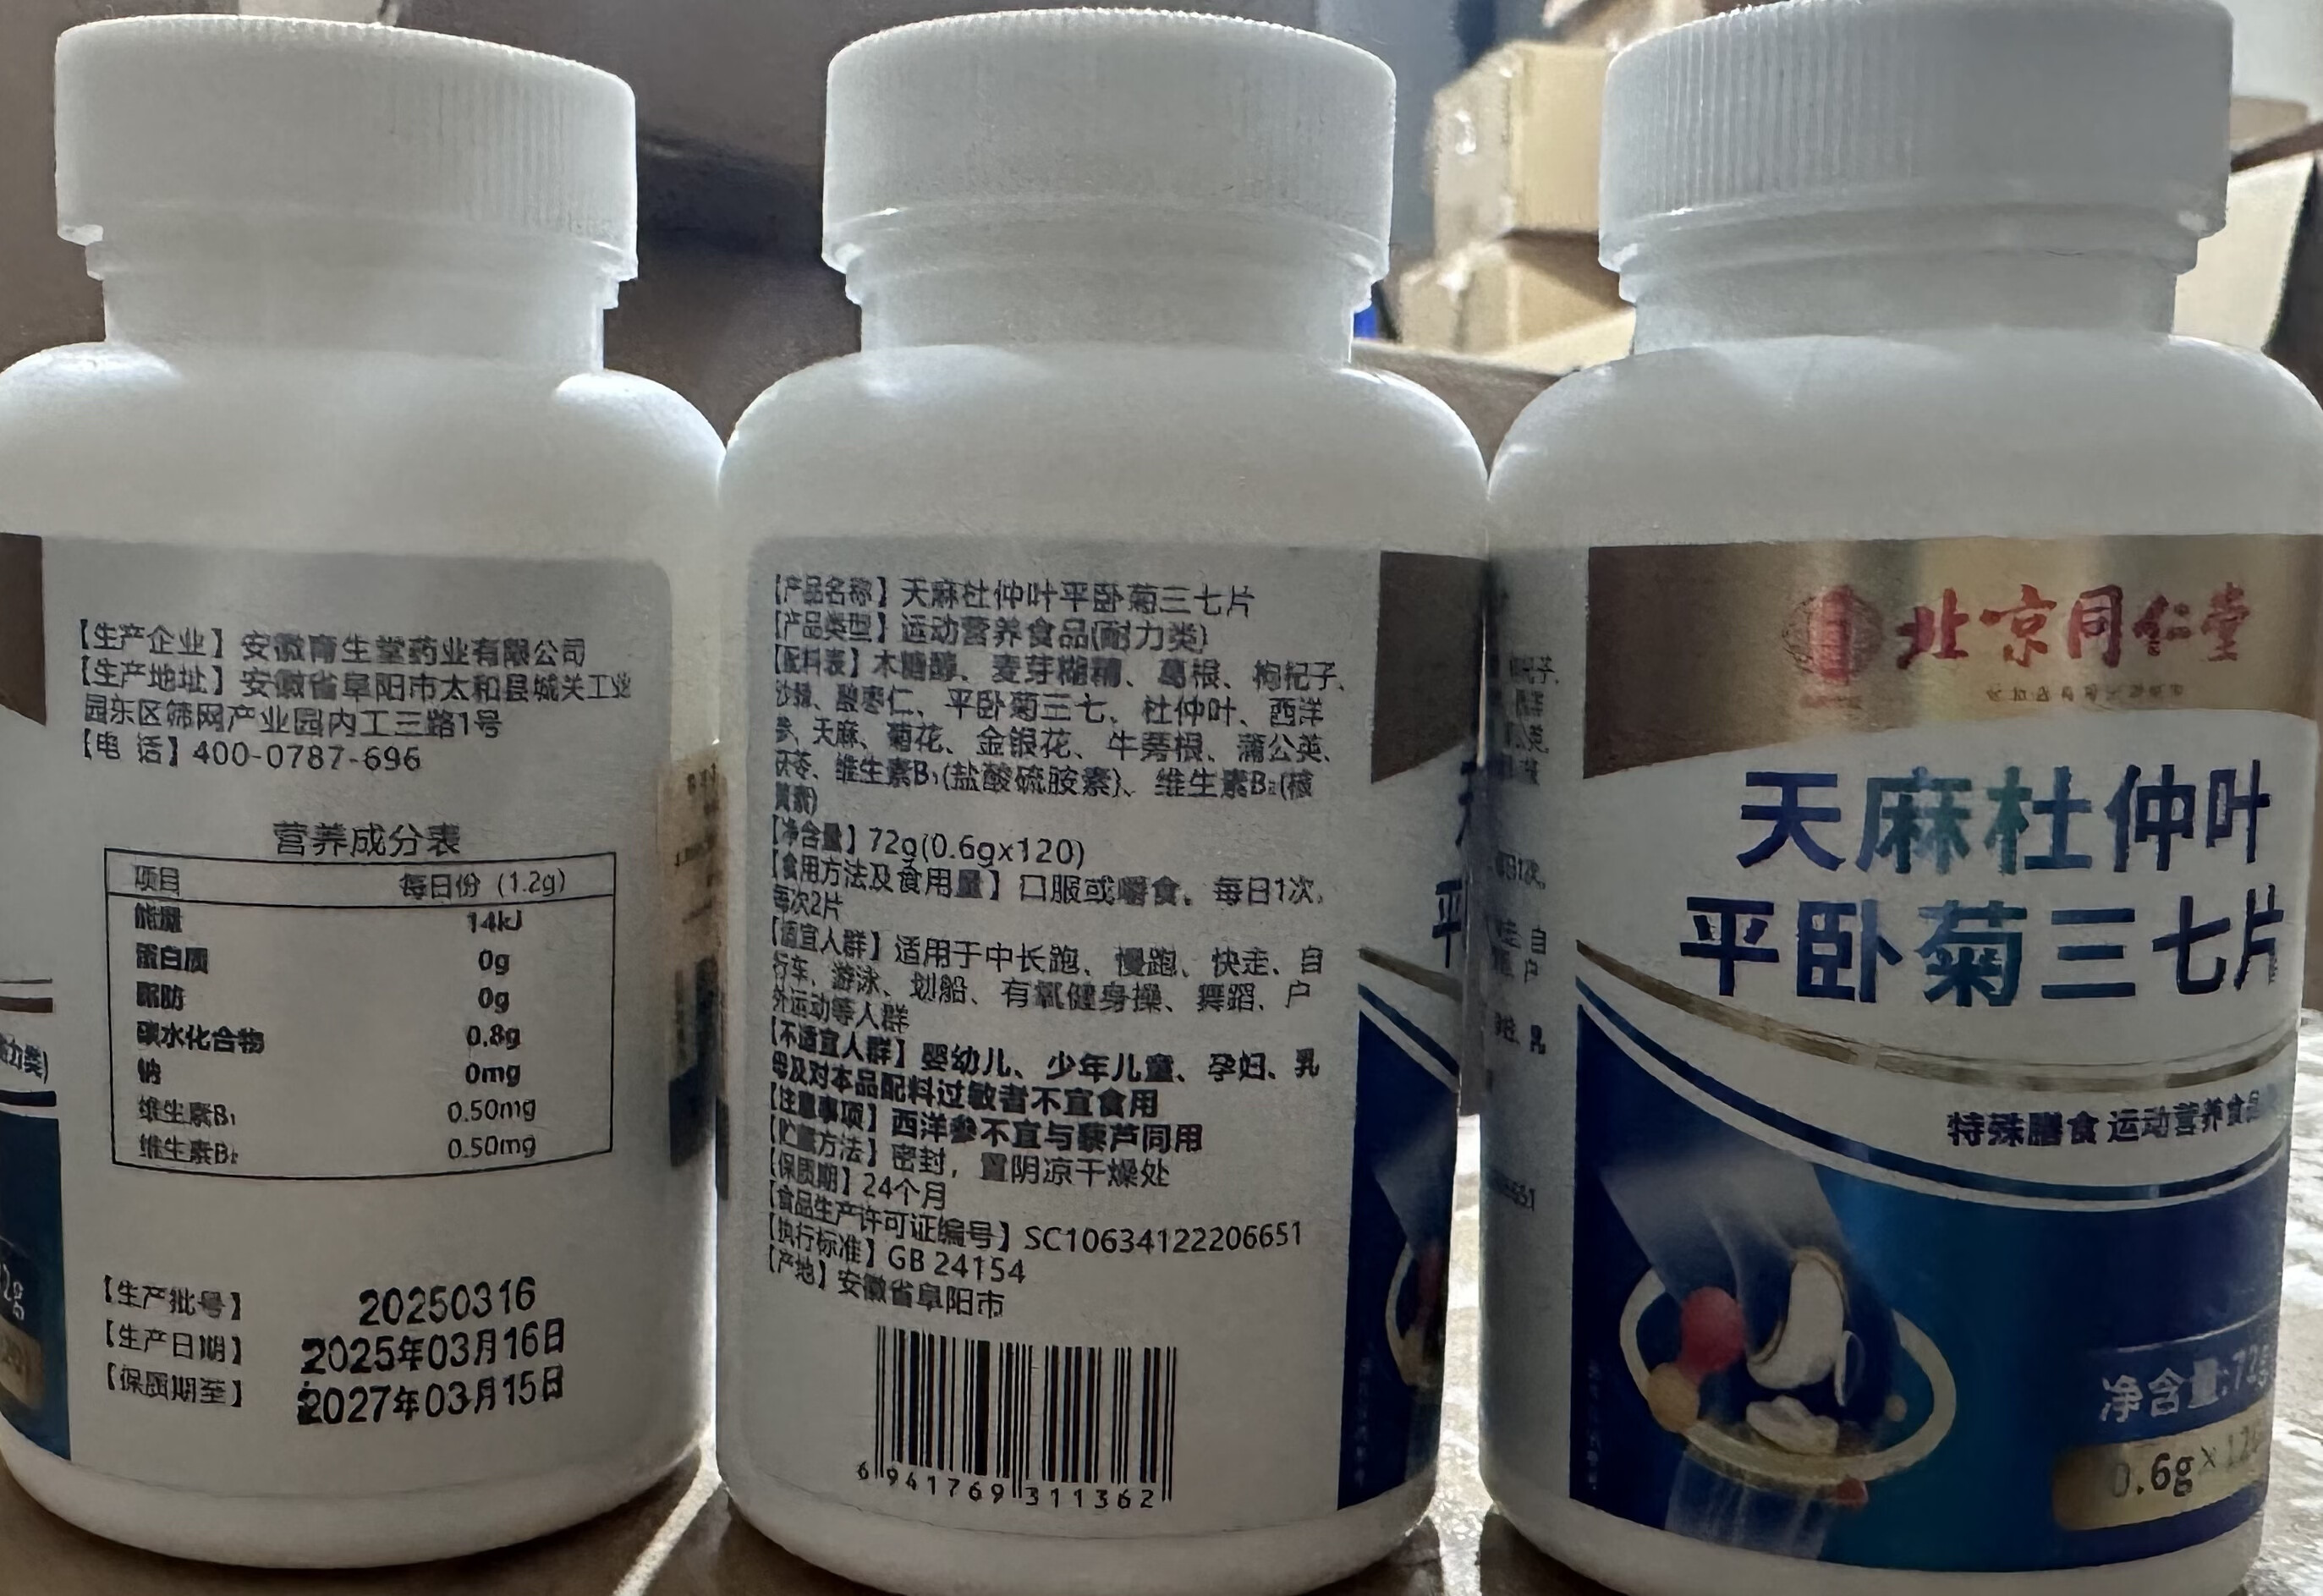 【生产企业】安徽育生堂药业有限公司
【生产地址】安徽省阜阳市太和县城关工业
园东区筛网产业园内工三路1号
【电 话】400-0787-696
营养成分表
项目 每日份（1.2g）
能量 14kJ
蛋白质 0g
脂肪 0g
碳水化合物 0.8g
钠 0mg
维生素B₁ 0.50mg
维生素B₂ 0.50mg
【生产批号】 20250316
【生产日期】 2025年03月16日
【保质期至】 2027年03月15日
力类)
2g
【产品名称】天麻杜仲叶平卧菊三七片
【产品类型】运动营养食品(耐力类)
【配料表】木糖醇、麦芽糊精、葛根、枸杞子、
沙棘、酸枣仁、平卧菊三七、杜仲叶、西洋
参、天麻、菊花、金银花、牛蒡根、蒲公英、
茯苓、维生素B₁(盐酸硫胺素)、维生素B₂(核
黄素)
【净含量】72g(0.6gx120)
【食用方法及食用量】口服或嚼食。每日1次，
每次2片
【适宜人群】适用于中长跑、慢跑、快走、自
行车、游泳、划船、有氧健身操、舞蹈、户
外运动等人群
【不适宜人群】婴幼儿、少年儿童、孕妇、乳
母及对本品配料过敏者不宜食用
【注意事项】西洋参不宜与藜芦同用
【贮藏方法】密封，置阴凉干燥处
【保质期】24个月
【食品生产许可证编号】SC10634122206651
【执行标准】GB 24154
【产地】安徽省阜阳市
6 941769 311362
北京同仁堂
天麻杜仲叶
平卧菊三七片
特殊膳食 运动营养食品
净含量:72g
0.6g×12